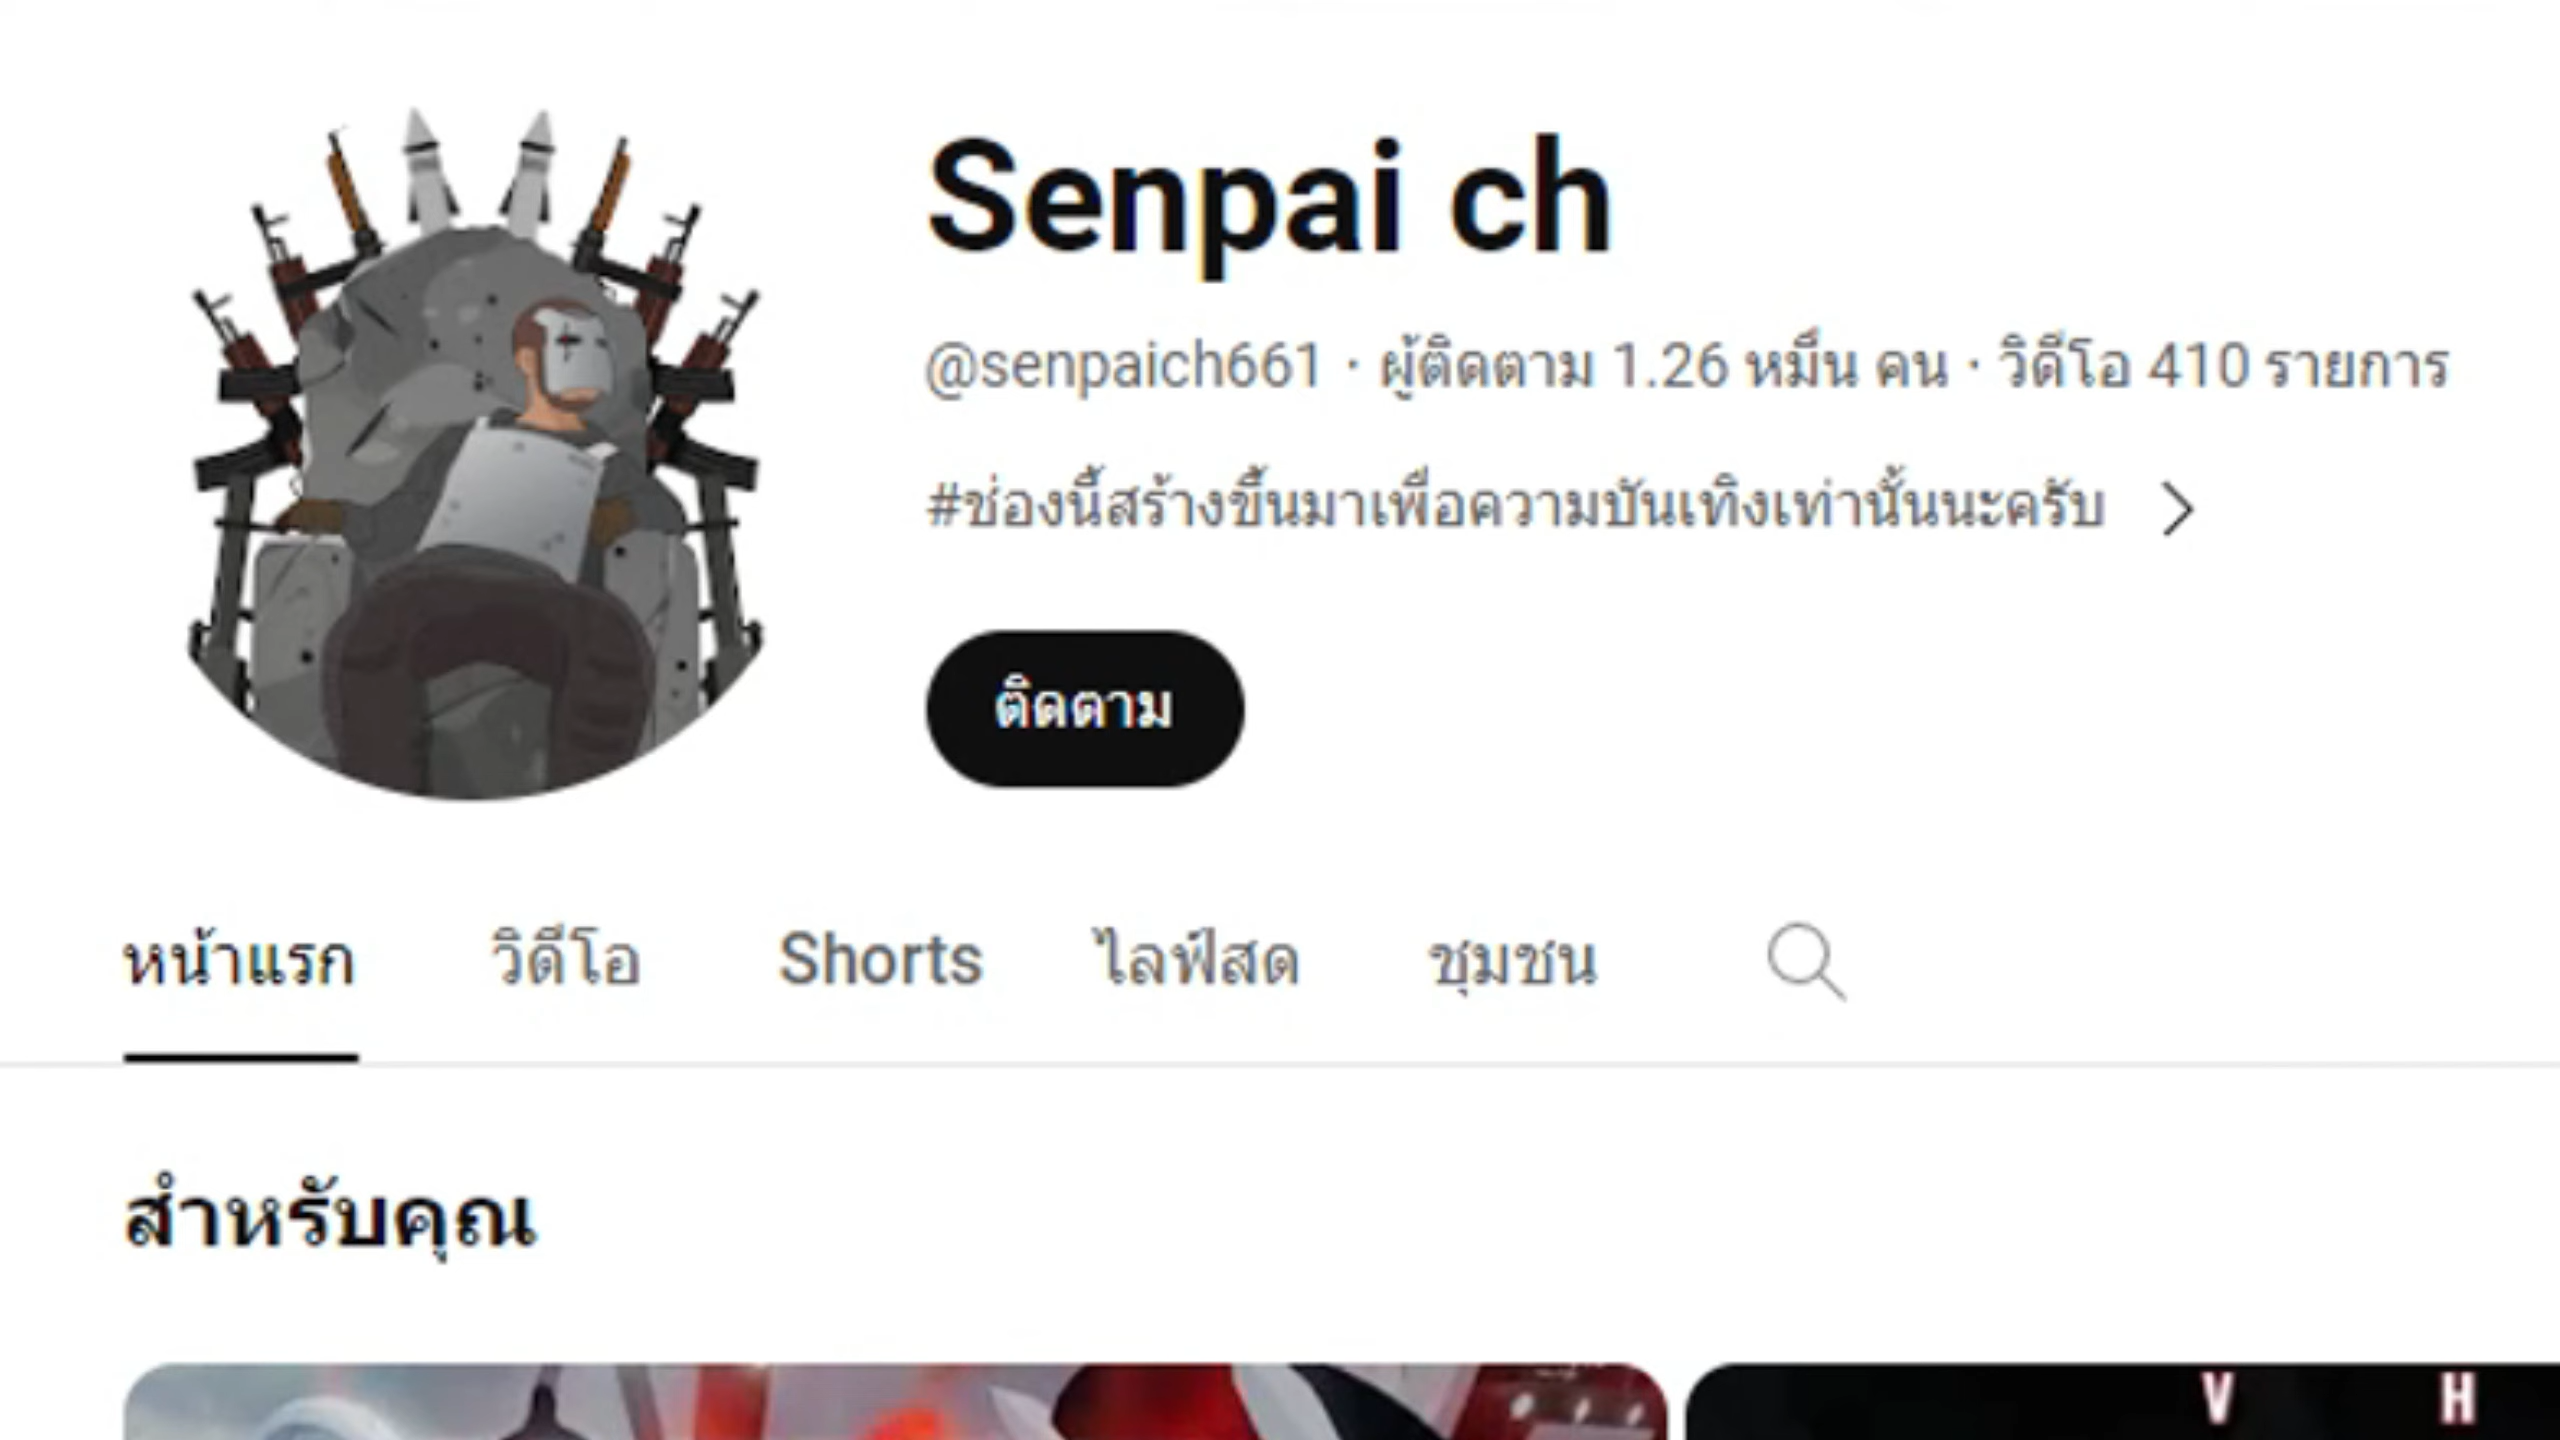 Senpai ch
@senpaich661 · ผู้ติดตาม 1.26 หมื่น คน · วิดีโอ 410 รายการ
#ช่องนี้สร้างขึ้นมาเพื่อความบันเทิงเท่านั้นนะครับ
ติดตาม
หน้าแรก วิดีโอ Shorts ไลฟ์สด ชุมชน
สำหรับคุณ
V H